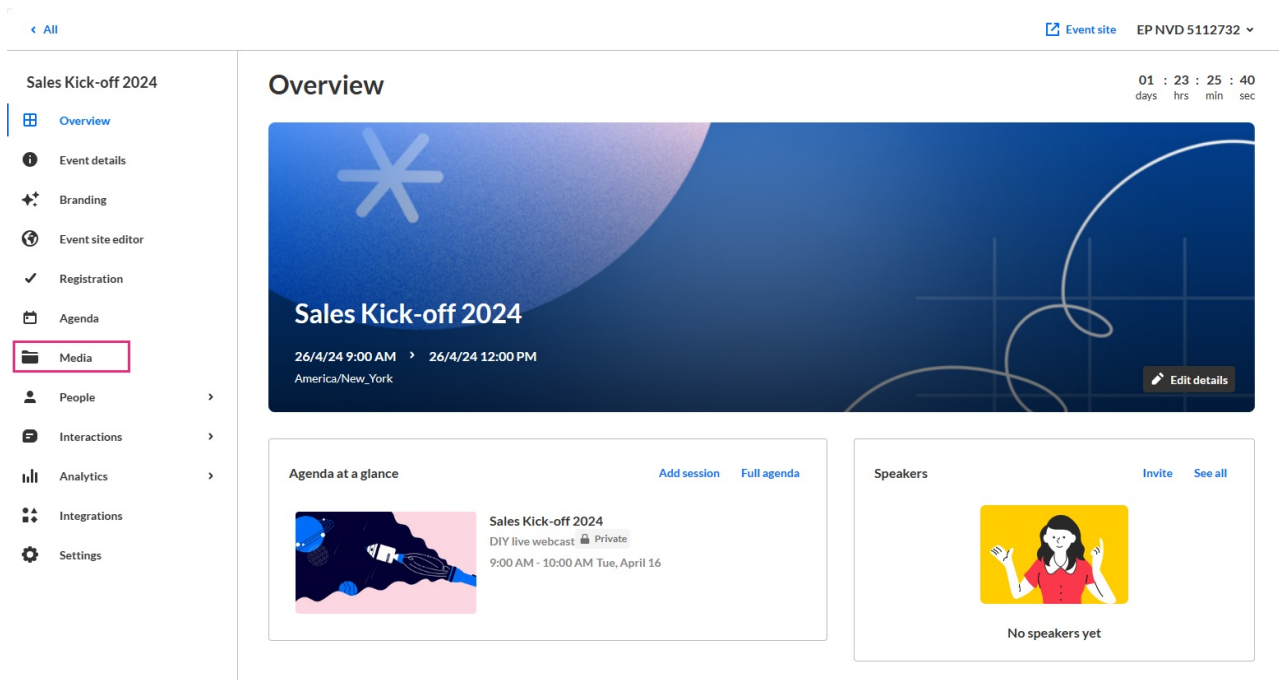 All
Event site
EP NVD 5112732
Sales Kick-off 2024
Overview
Event details
Branding
Event site editor
Registration
Agenda
Media
People
Interactions
Analytics
Integrations
Settings
Overview
01 : 23 : 25 : 40
days hrs min sec
Sales Kick-off 2024
26/4/24 9:00 AM > 26/4/24 12:00 PM
America/New_York
Edit details
Agenda at a glance
Add session
Full agenda
Sales Kick-off 2024
DIY live webcast Private
9:00 AM - 10:00 AM Tue, April 16
Speakers
Invite
See all
No speakers yet